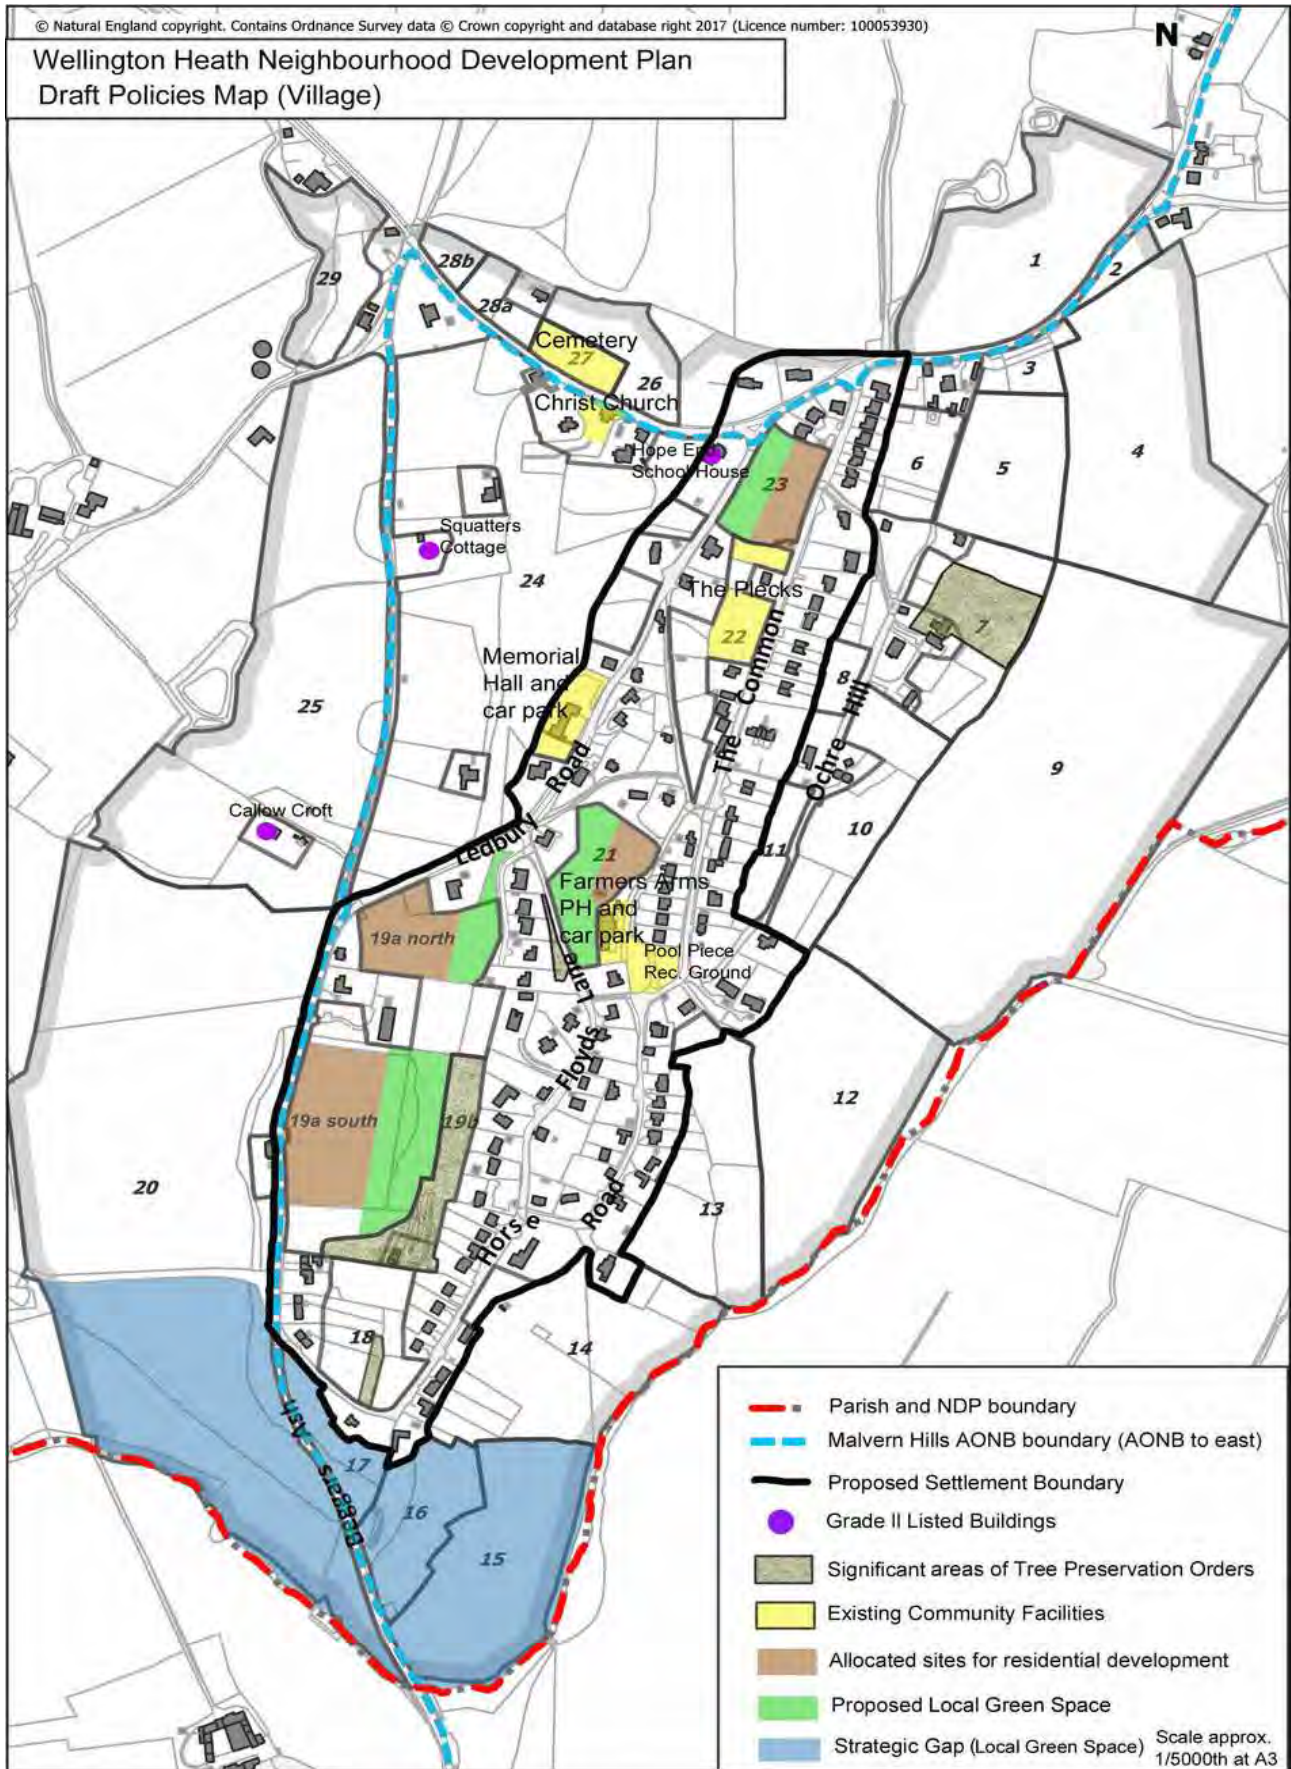 © Natural England copyright. Contains Ordnance Survey data © Crown copyright and database right 2017 (Licence number: 100053930)
Wellington Heath Neighbourhood Development Plan
Draft Policies Map (Village)
N
1
2
28b
29
28a
Cemetery
27
26
3
Christ Church
4
Hope End
School House
6
5
23
Squatters
Cottage
24
The Plecks
7
22
Memorial
Hall and
car park
8
The Common
Ochre Hill
25
9
Callow Croft
Ledbury Road
10
21
11
Farmers Arms
PH and
car park
19a north
Pool Piece
Rec. Ground
Floyds Lane
12
19a south
19b
20
13
Horse Road
18
14
Beggars Ash
17
16
15
Parish and NDP boundary
Malvern Hills AONB boundary (AONB to east)
Proposed Settlement Boundary
Grade II Listed Buildings
Significant areas of Tree Preservation Orders
Existing Community Facilities
Allocated sites for residential development
Proposed Local Green Space
Strategic Gap (Local Green Space)
Scale approx.
1/5000th at A3